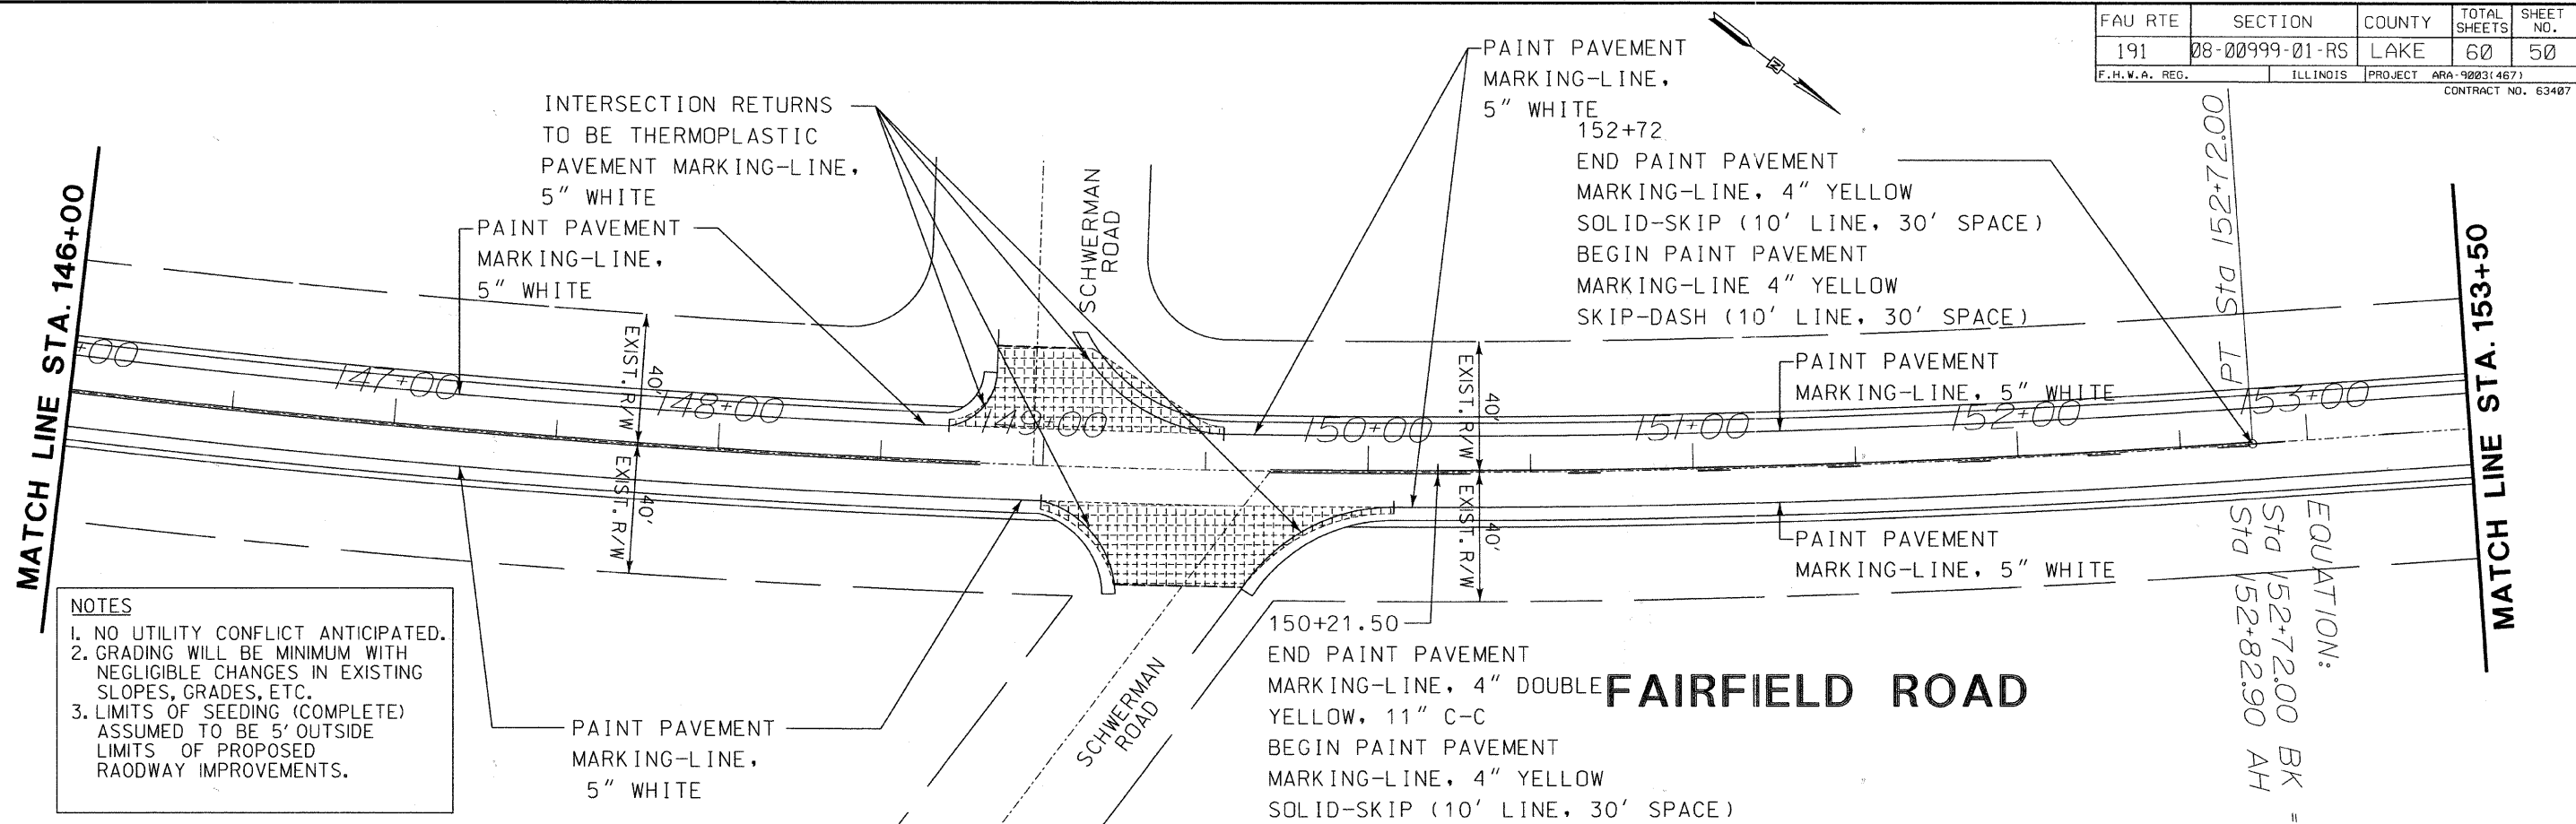 FAU RTE SECTION COUNTY TOTAL SHEETS SHEET NO.
191 08-00999-01-RS LAKE 60 50
F.H.W.A. REG. ILLINOIS PROJECT ARA-9003(467)
CONTRACT NO. 63407
INTERSECTION RETURNS
TO BE THERMOPLASTIC
PAVEMENT MARKING-LINE,
5" WHITE
PAINT PAVEMENT
MARKING-LINE,
5" WHITE
PAINT PAVEMENT
MARKING-LINE,
5" WHITE
152+72
END PAINT PAVEMENT
MARKING-LINE, 4" YELLOW
SOLID-SKIP (10' LINE, 30' SPACE)
BEGIN PAINT PAVEMENT
MARKING-LINE 4" YELLOW
SKIP-DASH (10' LINE, 30' SPACE)
N
SCHWERMAN
ROAD
PT Sta 152+72.00
MATCH LINE STA. 146+00
MATCH LINE STA. 153+50
+00
147+00
148+00
149+00
150+00
151+00
152+00
153+00
40'
EXIST. R/W
40'
EXIST. R/W
40'
EXIST. R/W
40'
EXIST. R/W
PAINT PAVEMENT
MARKING-LINE, 5" WHITE
PAINT PAVEMENT
MARKING-LINE, 5" WHITE
EQUATION:
Sta 152+72.00 BK =
Sta 152+82.90 AH
NOTES
1. NO UTILITY CONFLICT ANTICIPATED.
2. GRADING WILL BE MINIMUM WITH
NEGLIGIBLE CHANGES IN EXISTING
SLOPES, GRADES, ETC.
3. LIMITS OF SEEDING (COMPLETE)
ASSUMED TO BE 5' OUTSIDE
LIMITS OF PROPOSED
RAODWAY IMPROVEMENTS.
PAINT PAVEMENT
MARKING-LINE,
5" WHITE
SCHWERMAN
ROAD
150+21.50
END PAINT PAVEMENT
MARKING-LINE, 4" DOUBLE
YELLOW, 11" C-C
BEGIN PAINT PAVEMENT
MARKING-LINE, 4" YELLOW
SOLID-SKIP (10' LINE, 30' SPACE)
FAIRFIELD ROAD